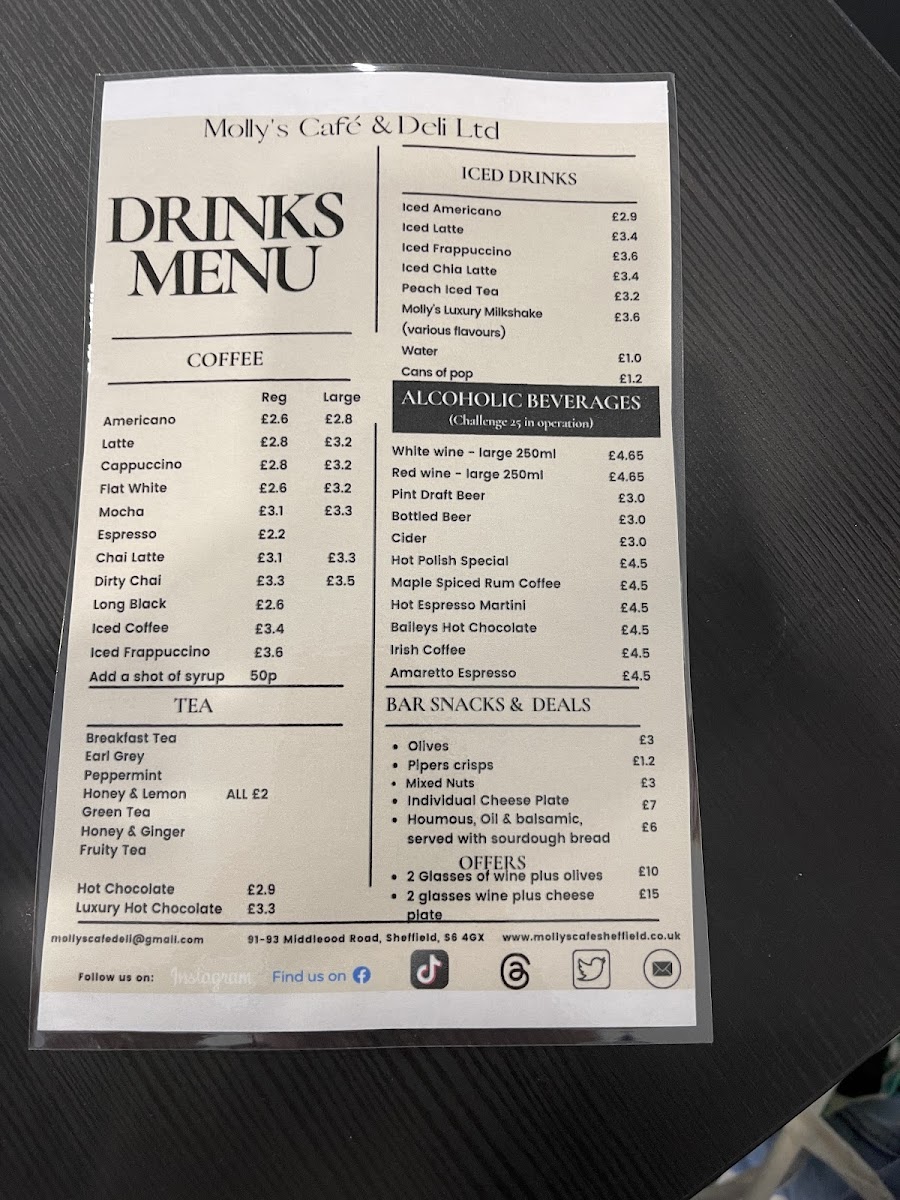 Molly's Café & Deli Ltd
DRINKS
MENU
COFFEE
Reg Large
Americano £2.6 £2.8
Latte £2.8 £3.2
Cappuccino £2.8 £3.2
Flat White £2.6 £3.2
Mocha £3.1 £3.3
Espresso £2.2
Chai Latte £3.1 £3.3
Dirty Chai £3.3 £3.5
Long Black £2.6
Iced Coffee £3.4
Iced Frappuccino £3.6
Add a shot of syrup 50p
TEA
Breakfast Tea
Earl Grey
Peppermint
Honey & Lemon ALL £2
Green Tea
Honey & Ginger
Fruity Tea
Hot Chocolate £2.9
Luxury Hot Chocolate £3.3
ICED DRINKS
Iced Americano £2.9
Iced Latte £3.4
Iced Frappuccino £3.6
Iced Chia Latte £3.4
Peach Iced Tea £3.2
Molly's Luxury Milkshake £3.6
(various flavours)
Water £1.0
Cans of pop £1.2
ALCOHOLIC BEVERAGES
(Challenge 25 in operation)
White wine - large 250ml £4.65
Red wine - large 250ml £4.65
Pint Draft Beer £3.0
Bottled Beer £3.0
Cider £3.0
Hot Polish Special £4.5
Maple Spiced Rum Coffee £4.5
Hot Espresso Martini £4.5
Baileys Hot Chocolate £4.5
Irish Coffee £4.5
Amaretto Espresso £4.5
BAR SNACKS & DEALS
• Olives £3
• Pipers crisps £1.2
• Mixed Nuts £3
• Individual Cheese Plate £7
• Houmous, Oil & balsamic, £6
served with sourdough bread
OFFERS
• 2 Glasses of wine plus olives £10
• 2 glasses wine plus cheese £15
plate
mollyscafedeli@gmail.com 91-93 Middleood Road, Sheffield, S6 4GX www.mollyscafesheffield.co.uk
Follow us on: Instagram Find us on